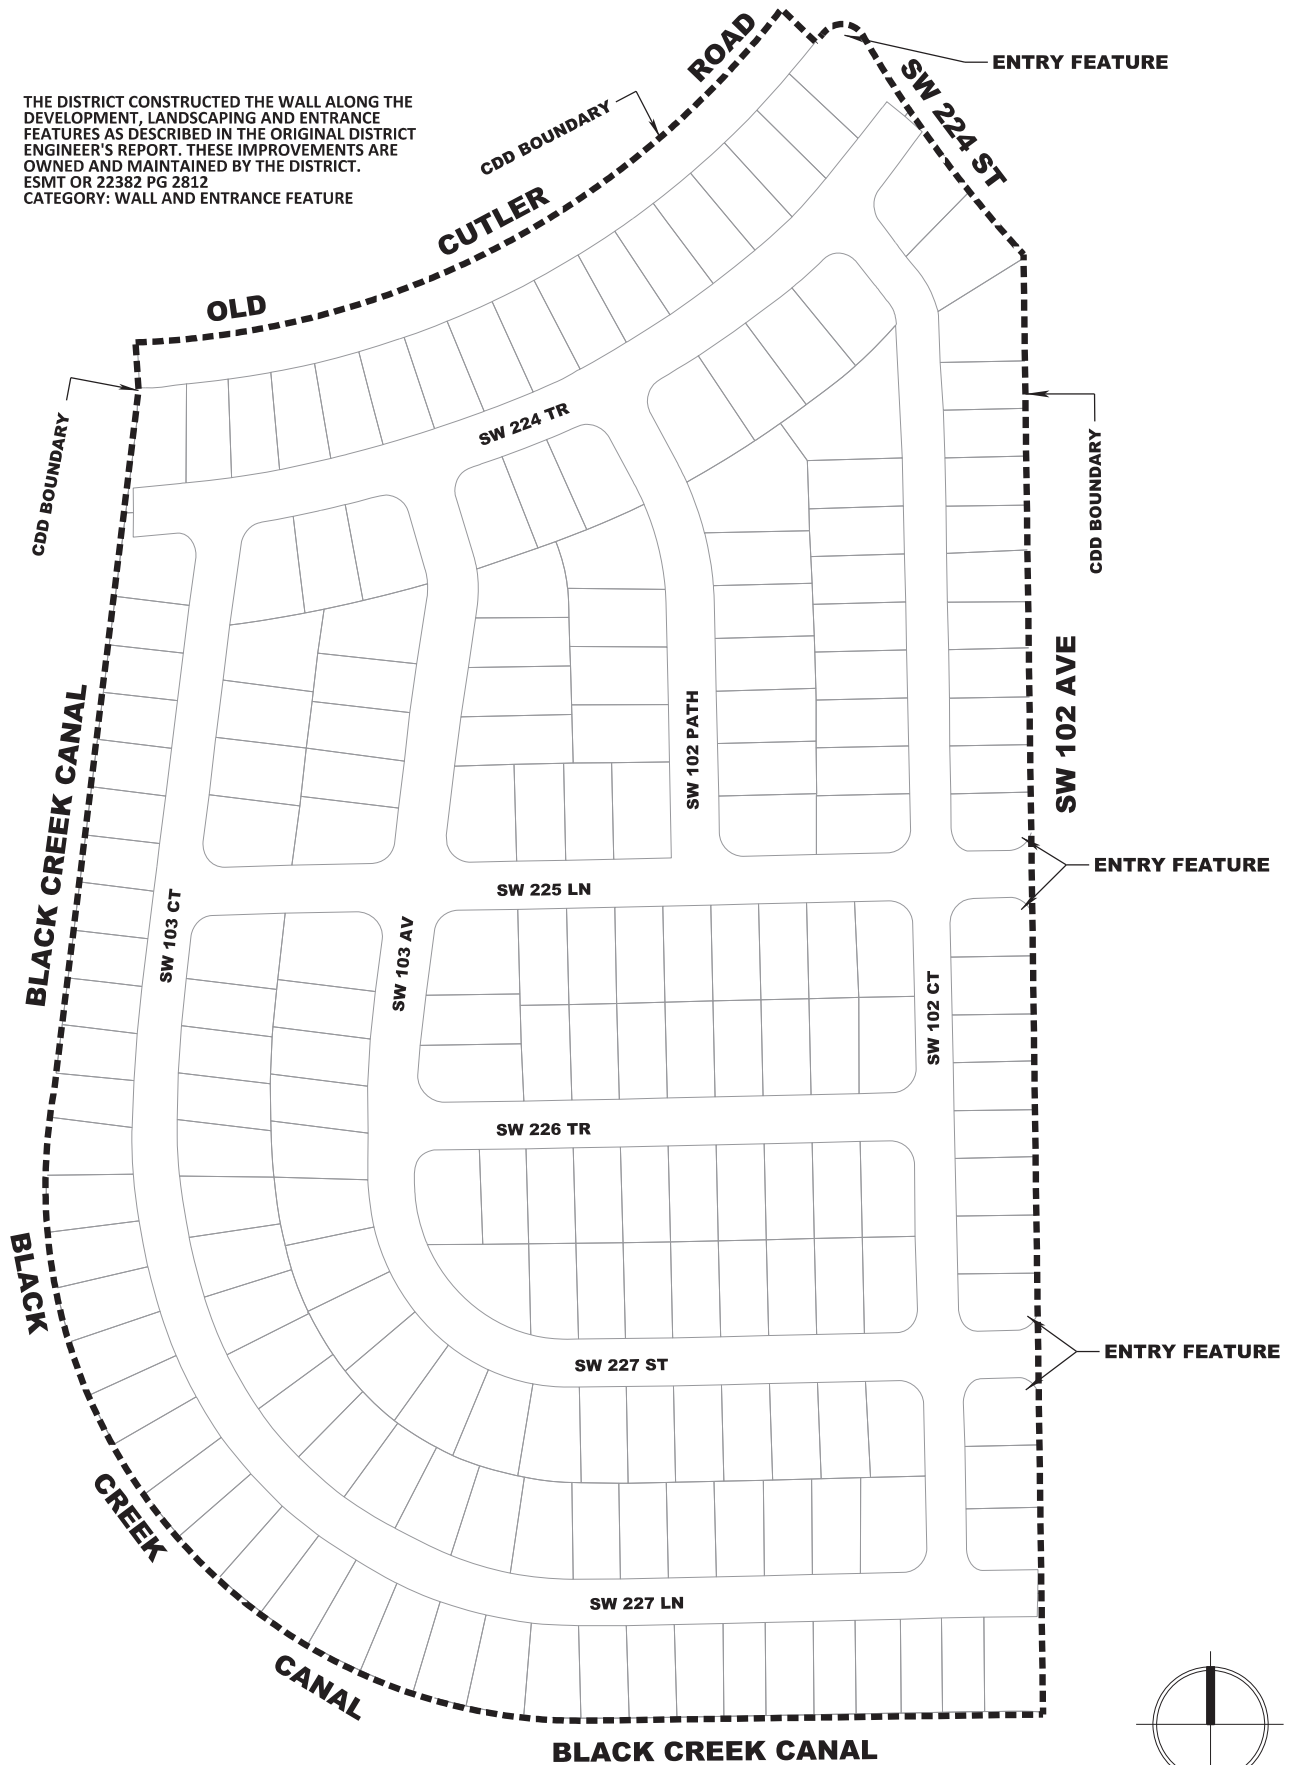 ROAD
ENTRY FEATURE
SW 224 ST
THE DISTRICT CONSTRUCTED THE WALL ALONG THE
DEVELOPMENT, LANDSCAPING AND ENTRANCE
FEATURES AS DESCRIBED IN THE ORIGINAL DISTRICT
ENGINEER'S REPORT. THESE IMPROVEMENTS ARE
OWNED AND MAINTAINED BY THE DISTRICT.
ESMT OR 22382 PG 2812
CATEGORY: WALL AND ENTRANCE FEATURE
CDD BOUNDARY
CUTLER
OLD
SW 224 TR
CDD BOUNDARY
CDD BOUNDARY
SW 102 AVE
BLACK CREEK CANAL
SW 102 PATH
ENTRY FEATURE
SW 225 LN
SW 103 CT
SW 103 AV
SW 102 CT
SW 226 TR
BLACK
ENTRY FEATURE
SW 227 ST
CREEK
SW 227 LN
CANAL
BLACK CREEK CANAL